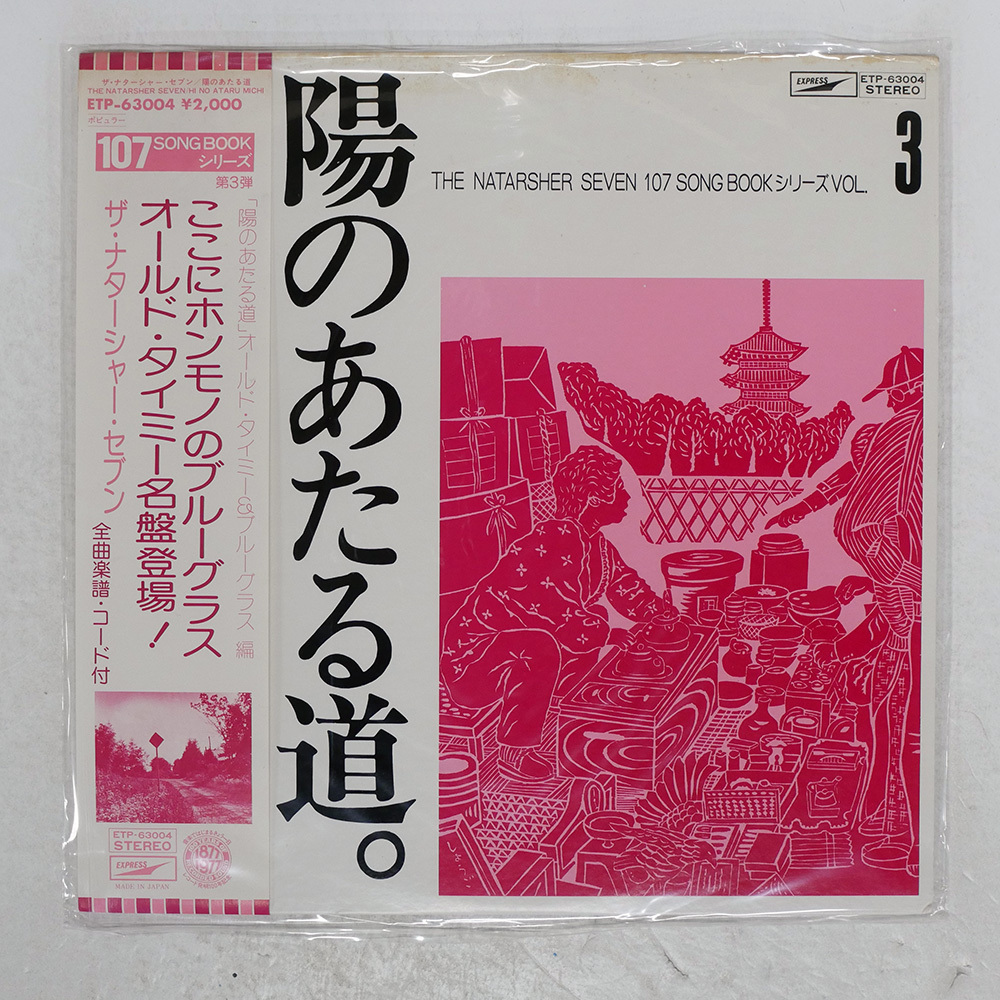 ザ・ナターシャー・セブン/陽のあたる道
THE NATARSHER SEVEN/HI NO ATARU MICHI
ETP-63004 ¥2,000
ポピュラー
107 SONG BOOK
シリーズ
第3弾
「陽のあたる道」オールド・タイミー&ブルーグラス 編
ここにホンモノのブルーグラス
オールド・タイミー名盤登場!
ザ・ナターシャー・セブン
全曲楽譜・コード付
ETP-63004
STEREO
EXPRESS
MADE IN JAPAN
1877
陽のあたる道。
EXPRESS
ETP-63004
STEREO
3
THE NATARSHER SEVEN 107 SONG BOOKシリーズVOL.